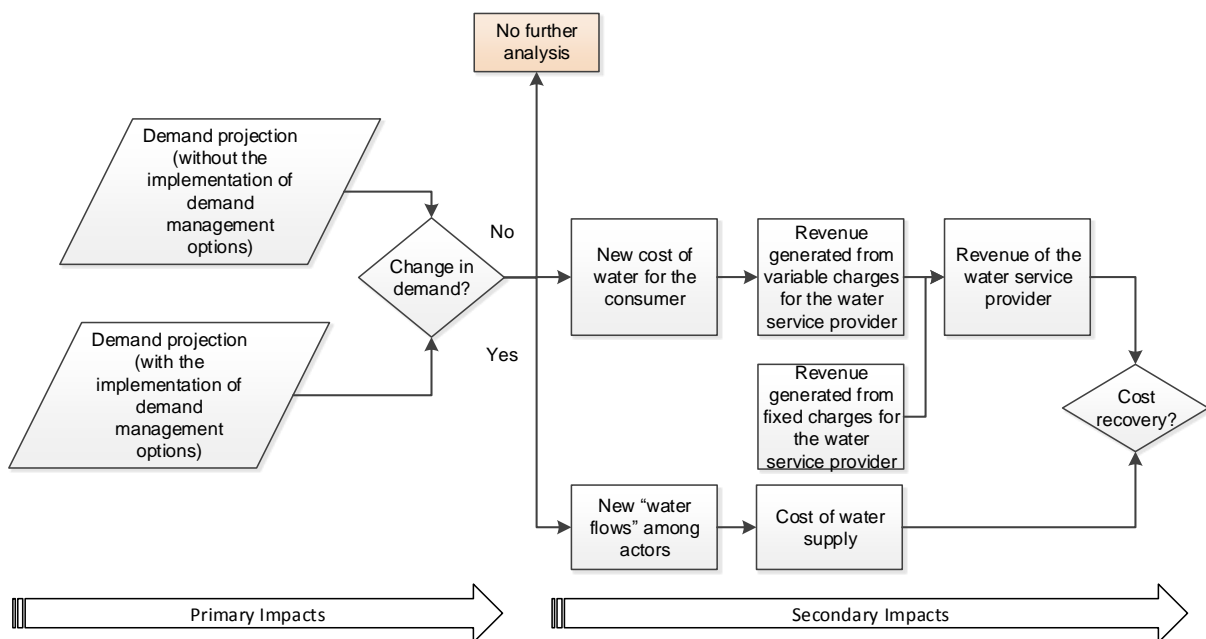 No further
analysis
Demand projection
(without the
implementation of
demand
management
options)
Demand projection
(with the
implementation of
demand
management
options)
Change in
demand?
No
Yes
New cost of
water for the
consumer
Revenue
generated from
variable charges
for the water
service provider
Revenue of the
water service
provider
Revenue
generated from
fixed charges for
the water
service provider
Cost
recovery?
New “water
flows” among
actors
Cost of water
supply
Primary Impacts
Secondary Impacts